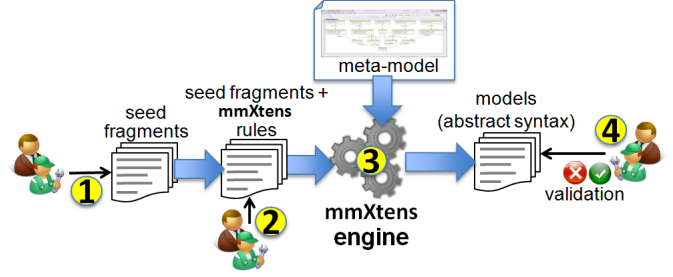 meta-model
seed
fragments
seed fragments +
mmXtens
rules
models
(abstract syntax)
1
2
3
4
validation
mmXtens
engine